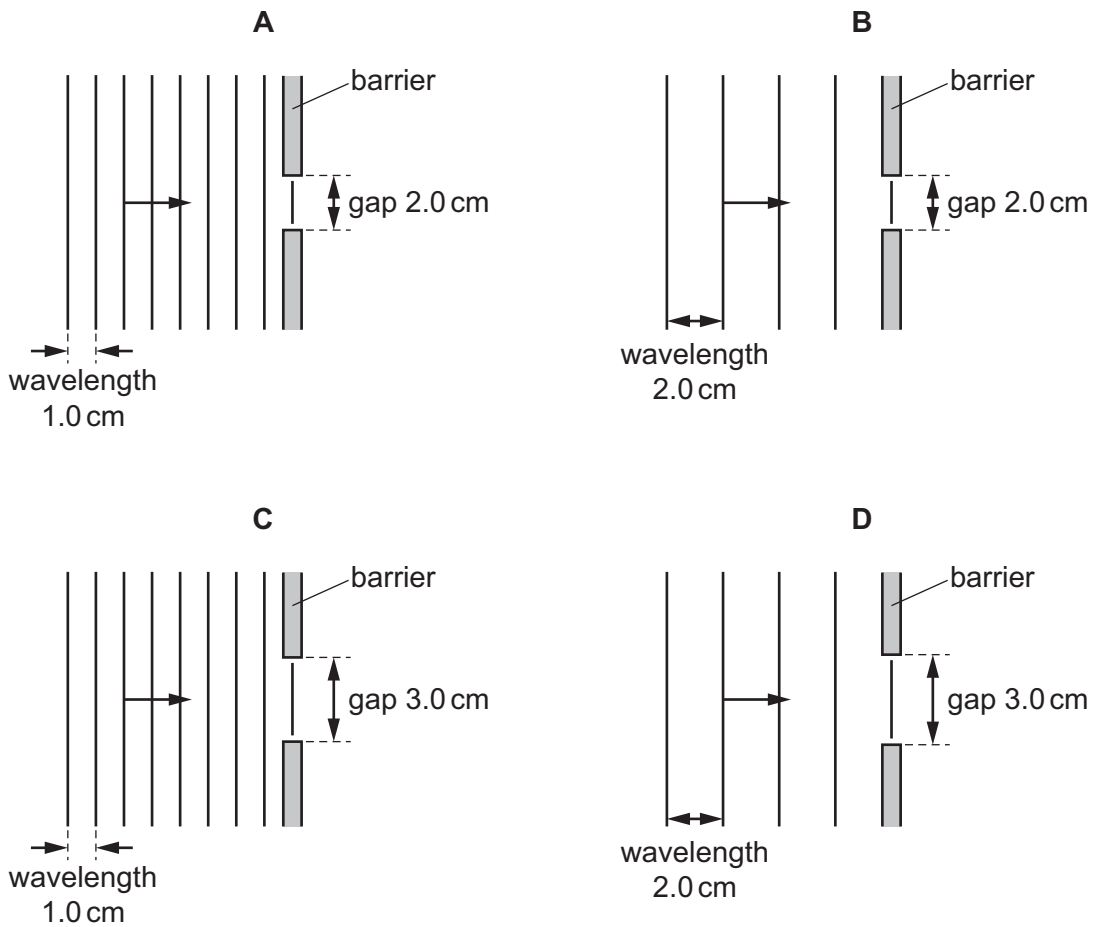 A
barrier
gap 2.0 cm
wavelength
1.0 cm
B
barrier
gap 2.0 cm
wavelength
2.0 cm
C
barrier
gap 3.0 cm
wavelength
1.0 cm
D
barrier
gap 3.0 cm
wavelength
2.0 cm